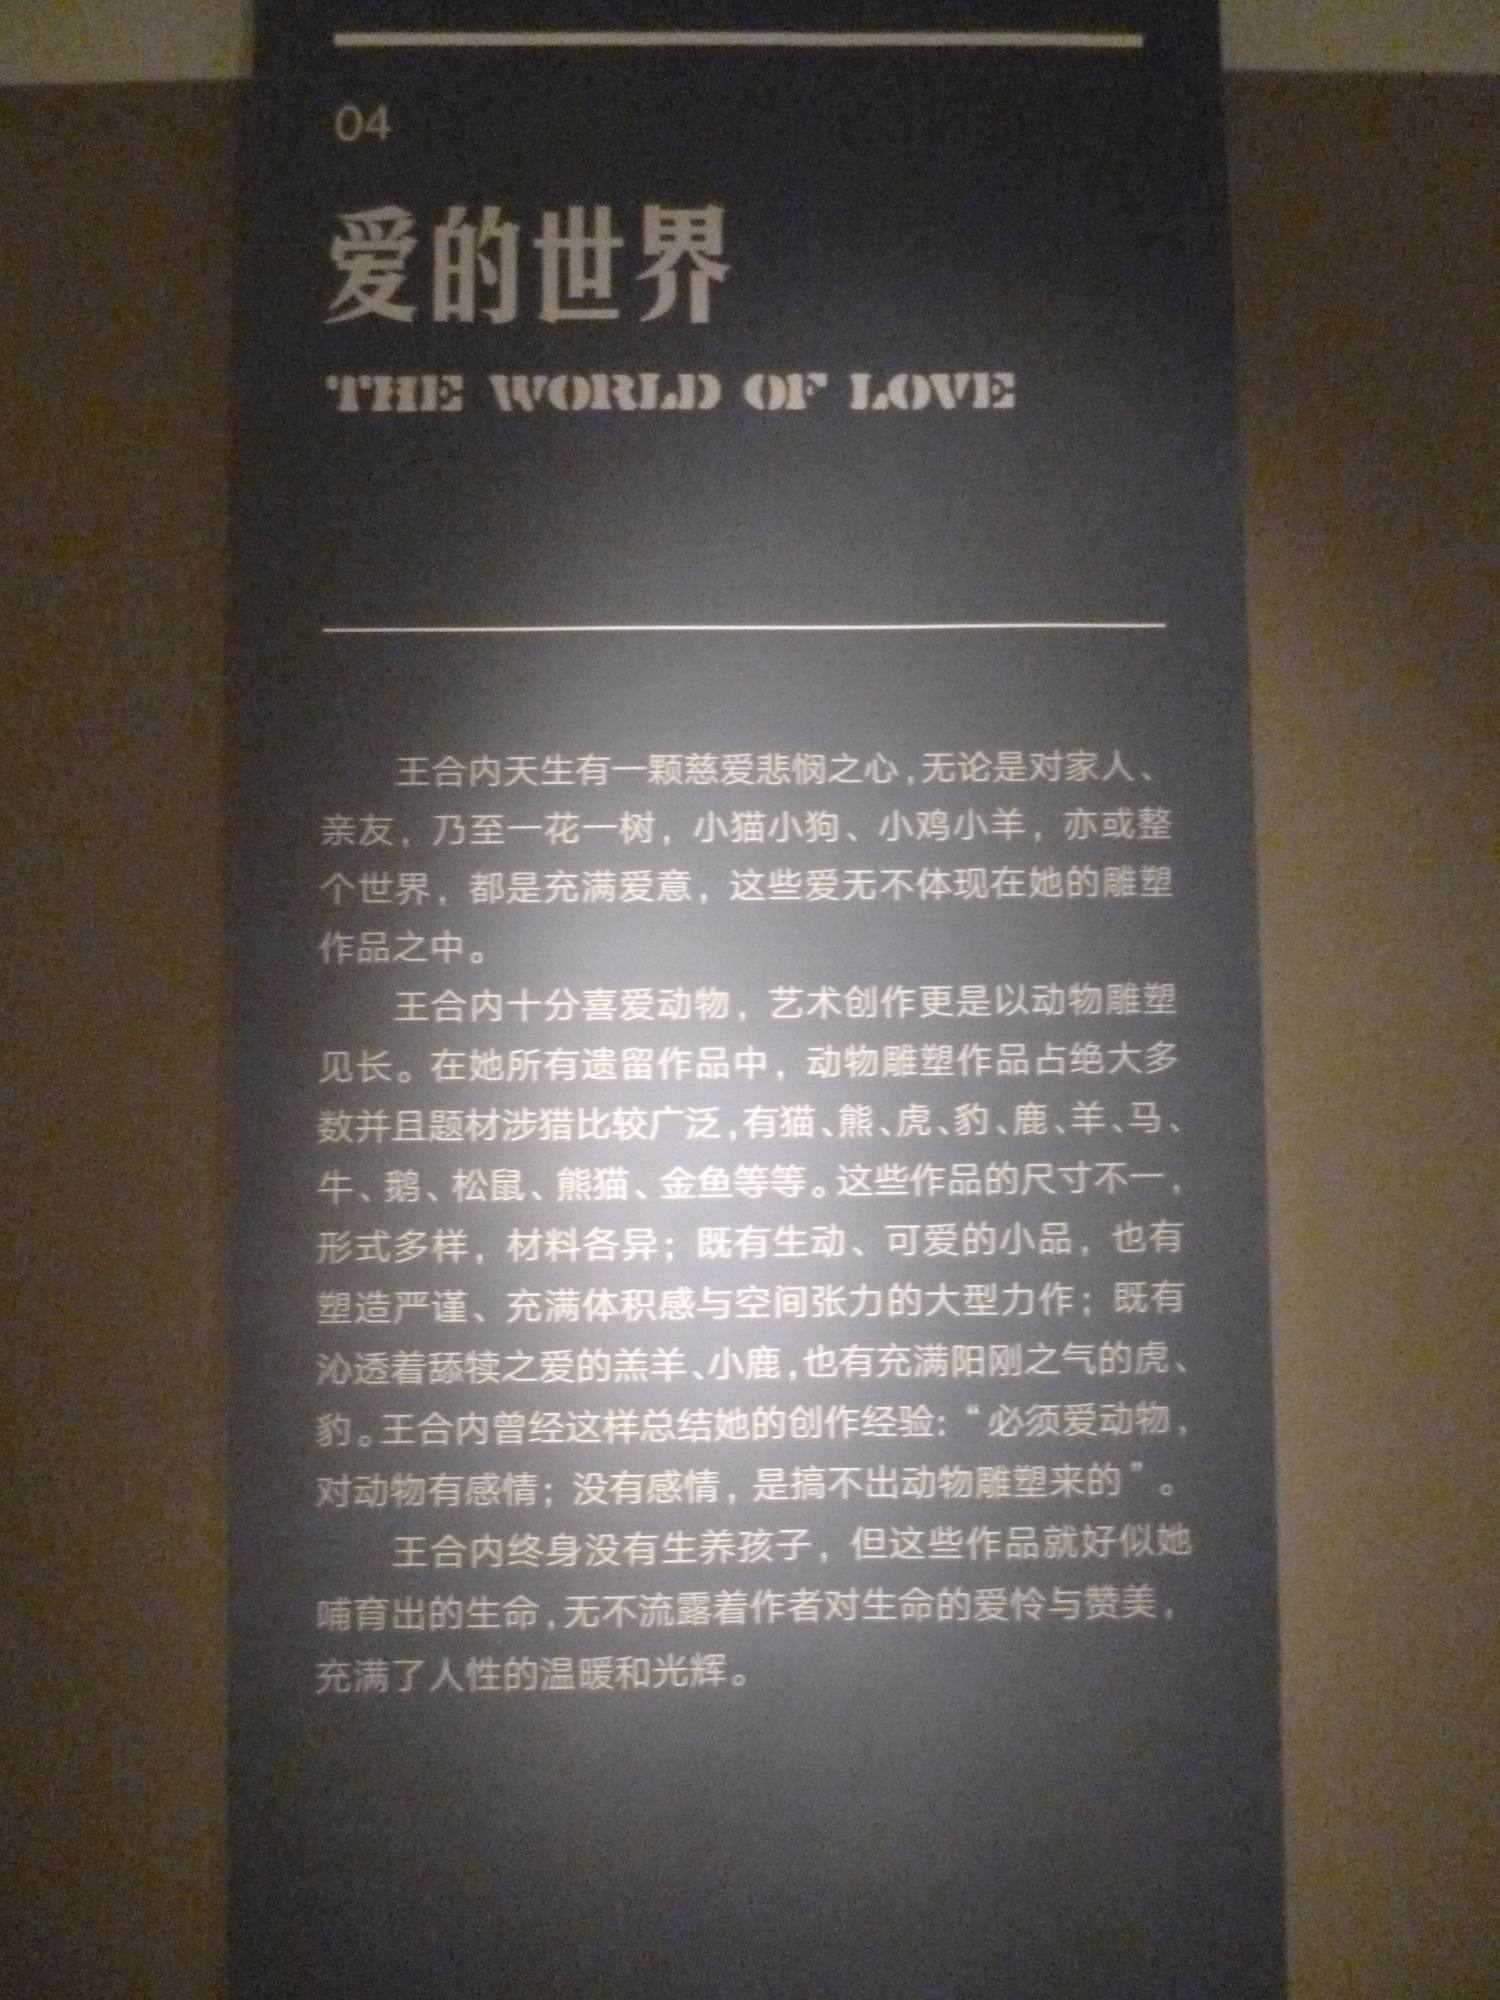 04
爱的世界
THE WORLD OF LOVE
王合内天生有一颗慈爱悲悯之心，无论是对家人、
亲友，乃至一花一树，小猫小狗、小鸡小羊，亦或整
个世界，都是充满爱意，这些爱无不体现在她的雕塑
作品之中。
王合内十分喜爱动物，艺术创作更是以动物雕塑
见长。在她所有遗留作品中，动物雕塑作品占绝大多
数并且题材涉猎比较广泛，有猫、熊、虎、豹、鹿、羊、马、
牛、鹅、松鼠、熊猫、金鱼等等。这些作品的尺寸不一，
形式多样，材料各异；既有生动、可爱的小品，也有
塑造严谨、充满体积感与空间张力的大型力作；既有
沁透着舔犊之爱的羔羊、小鹿，也有充满阳刚之气的虎、
豹。王合内曾经这样总结她的创作经验：“必须爱动物，
对动物有感情；没有感情，是搞不出动物雕塑来的”。
王合内终身没有生养孩子，但这些作品就好似她
哺育出的生命，无不流露着作者对生命的爱怜与赞美，
充满了人性的温暖和光辉。